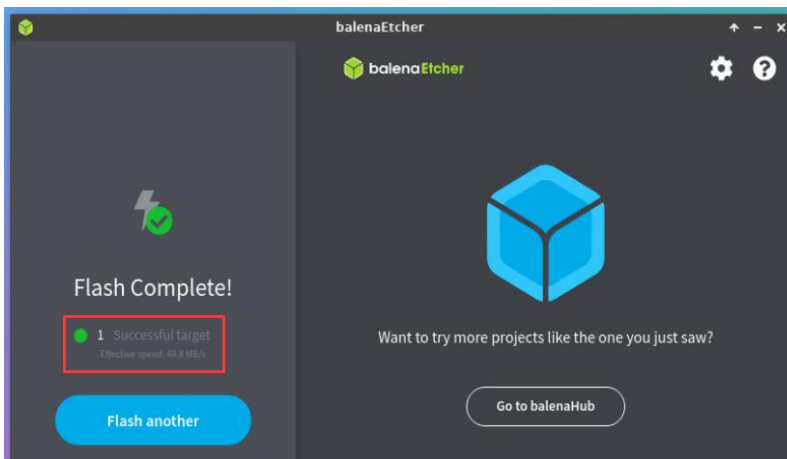 balenaEtcher
balenaEtcher
Flash Complete!
1 Successful target
Effective speed: 48.8 MB/s
Flash another
Want to try more projects like the one you just saw?
Go to balenaHub